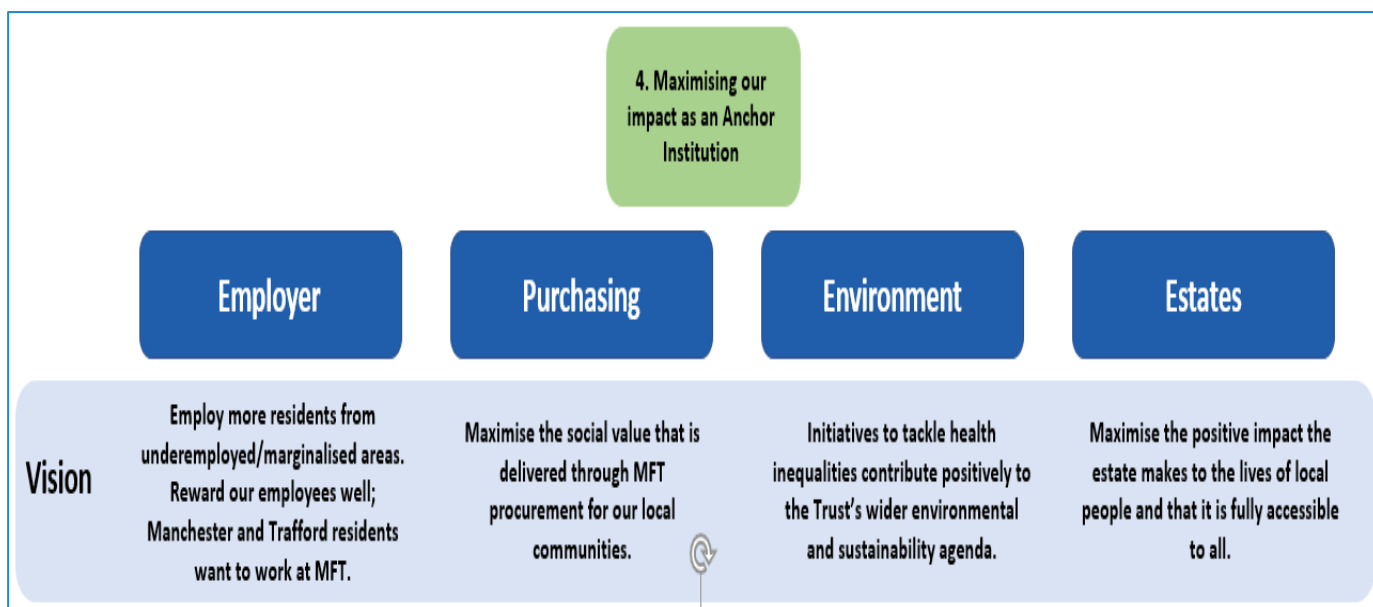 4. Maximising our
impact as an Anchor
Institution
Employer
Purchasing
Environment
Estates
Vision
Employ more residents from
underemployed/marginalised areas.
Reward our employees well;
Manchester and Trafford residents
want to work at MFT.
Maximise the social value that is
delivered through MFT
procurement for our local
communities.
Initiatives to tackle health
inequalities contribute positively to
the Trust's wider environmental
and sustainability agenda.
Maximise the positive impact the
estate makes to the lives of local
people and that it is fully accessible
to all.